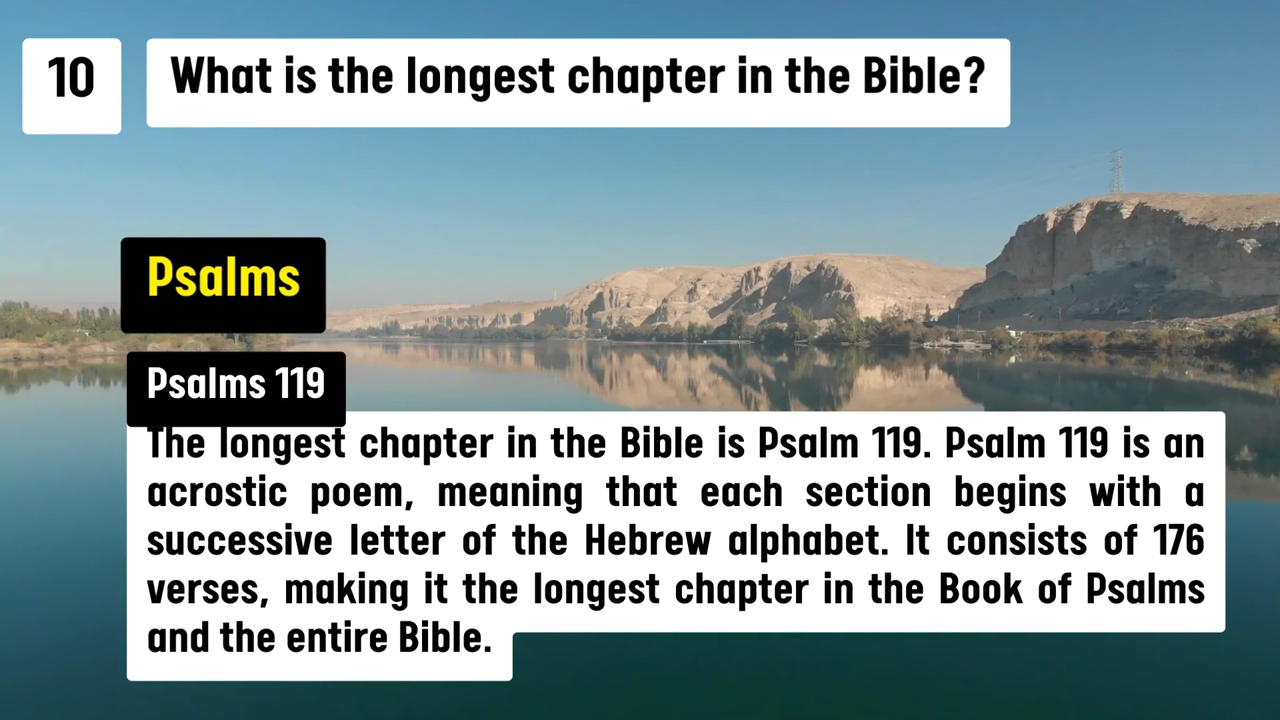 10
What is the longest chapter in the Bible?
Psalms
Psalms 119
The longest chapter in the Bible is Psalm 119. Psalm 119 is an
acrostic poem, meaning that each section begins with a
successive letter of the Hebrew alphabet. It consists of 176
verses, making it the longest chapter in the Book of Psalms
and the entire Bible.